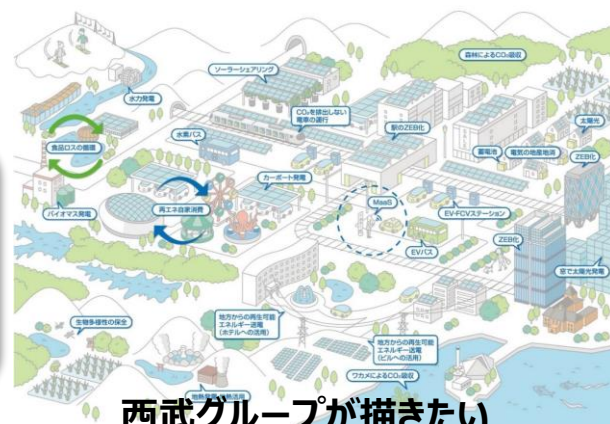 ソーラーシェアリング
森林によるCO₂吸収
水力発電
CO₂を排出しない
電車の運行
太陽光
水素バス
駅のZEB化
食品ロスの循環
蓄電池
電気の地産地消
ZEB化
カーポート発電
MaaS
バイオマス発電
再エネ自家消費
EV・FCVステーション
EVバス
ZEB化
窓で太陽光発電
生物多様性の保全
地方からの再生可能
エネルギー送電
(ホテルへの活用)
地方からの再生可能
エネルギー送電
(ビルへの活用)
ワカメによるCO₂吸収
西武グループが描きたい